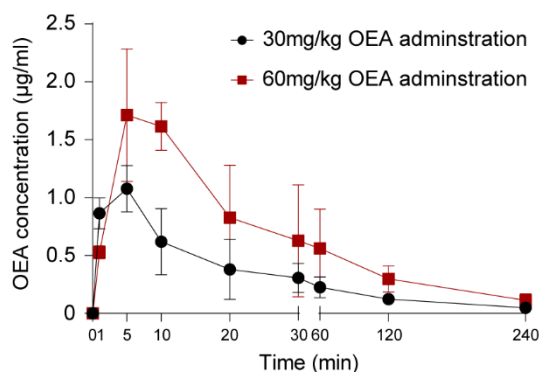 2.5
30mg/kg OEA adminstration
60mg/kg OEA adminstration
2.0
1.5
1.0
0.5
0
OEA concentration (μg/ml)
01 5 10 20 30 60 120 240
Time (min)